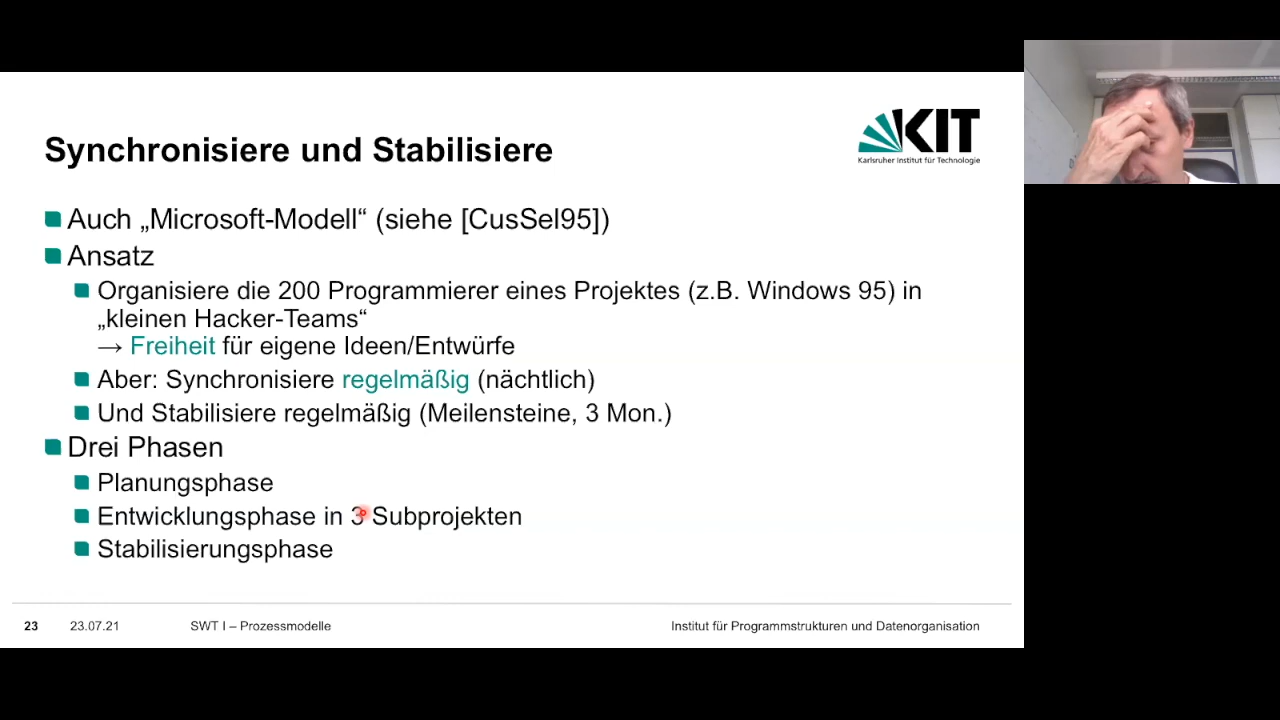 Synchronisiere und Stabilisiere
KIT
Karlsruher Institut für Technologie
Auch „Microsoft-Modell“ (siehe [CusSel95])
Ansatz
Organisiere die 200 Programmierer eines Projektes (z.B. Windows 95) in
„kleinen Hacker-Teams“
→ Freiheit für eigene Ideen/Entwürfe
Aber: Synchronisiere regelmäßig (nächtlich)
Und Stabilisiere regelmäßig (Meilensteine, 3 Mon.)
Drei Phasen
Planungsphase
Entwicklungsphase in 3 Subprojekten
Stabilisierungsphase
23 23.07.21 SWT I – Prozessmodelle Institut für Programmstrukturen und Datenorganisation